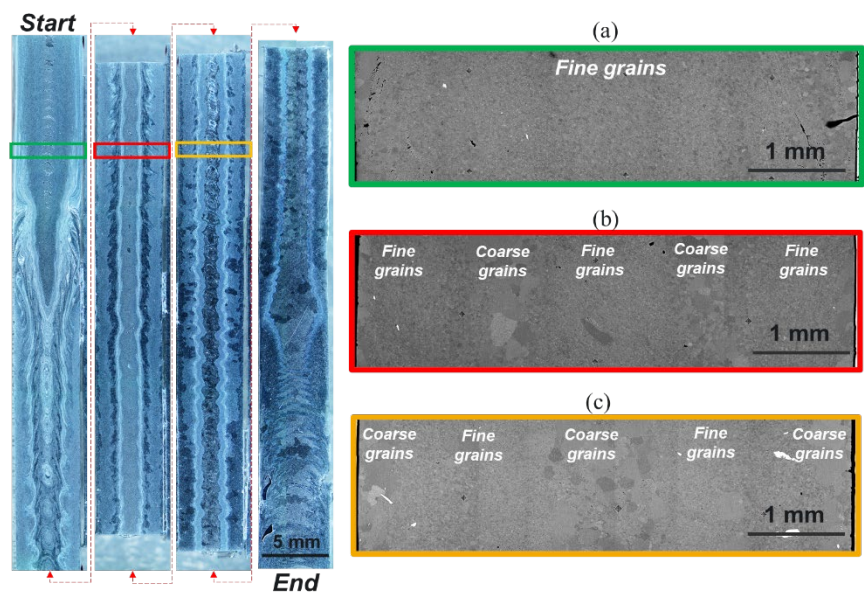 Start
5 mm
End
(a)
Fine grains
1 mm
(b)
Fine
grains
Coarse
grains
Fine
grains
Coarse
grains
Fine
grains
1 mm
(c)
Coarse
grains
Fine
grains
Coarse
grains
Fine
grains
Coarse
grains
1 mm